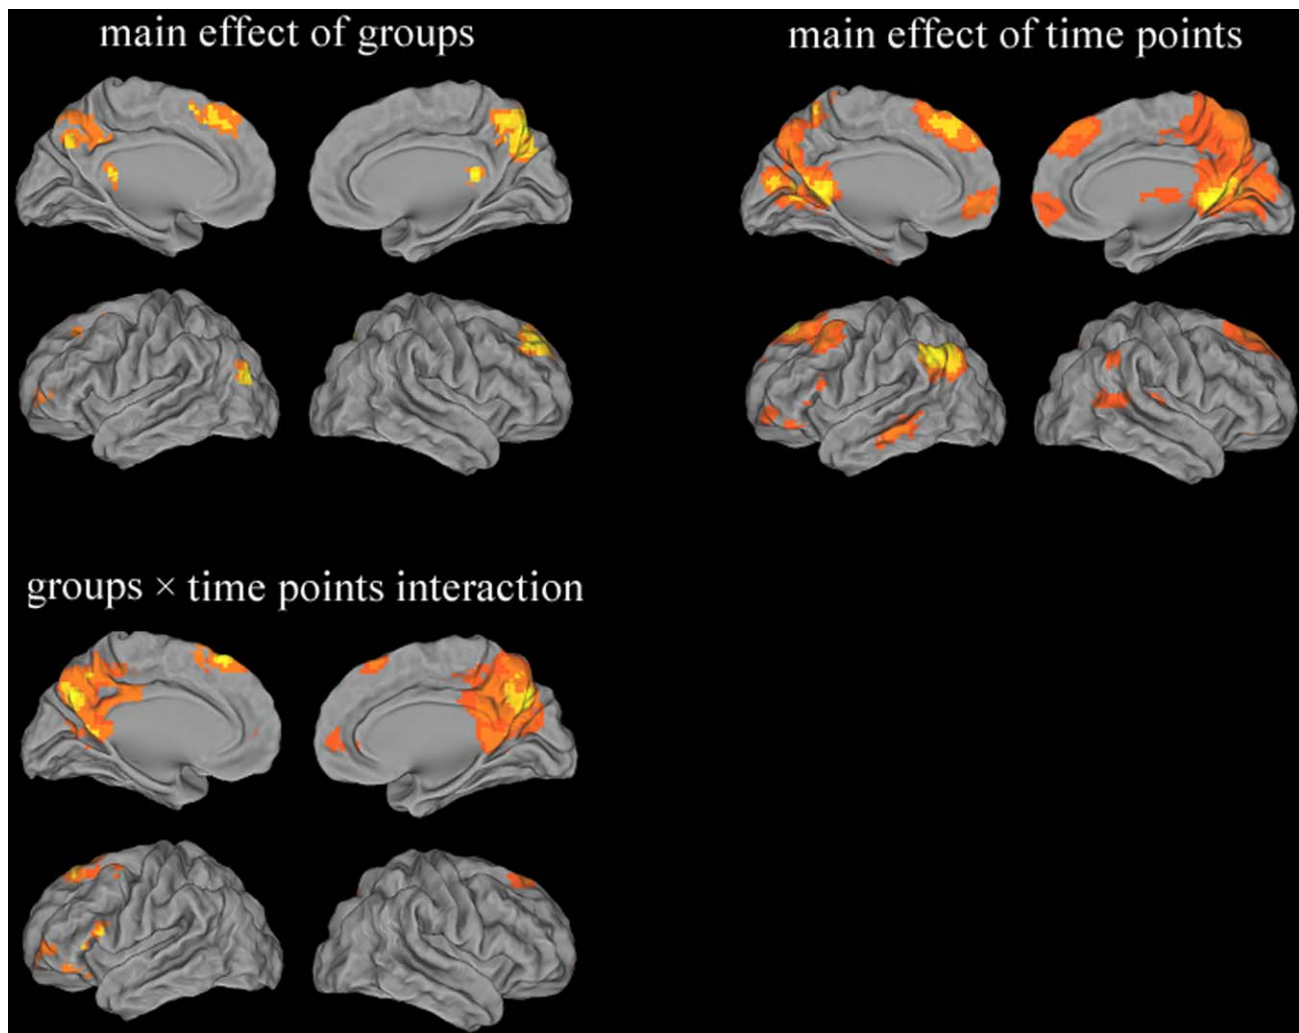 main effect of groups
main effect of time points
groups × time points interaction